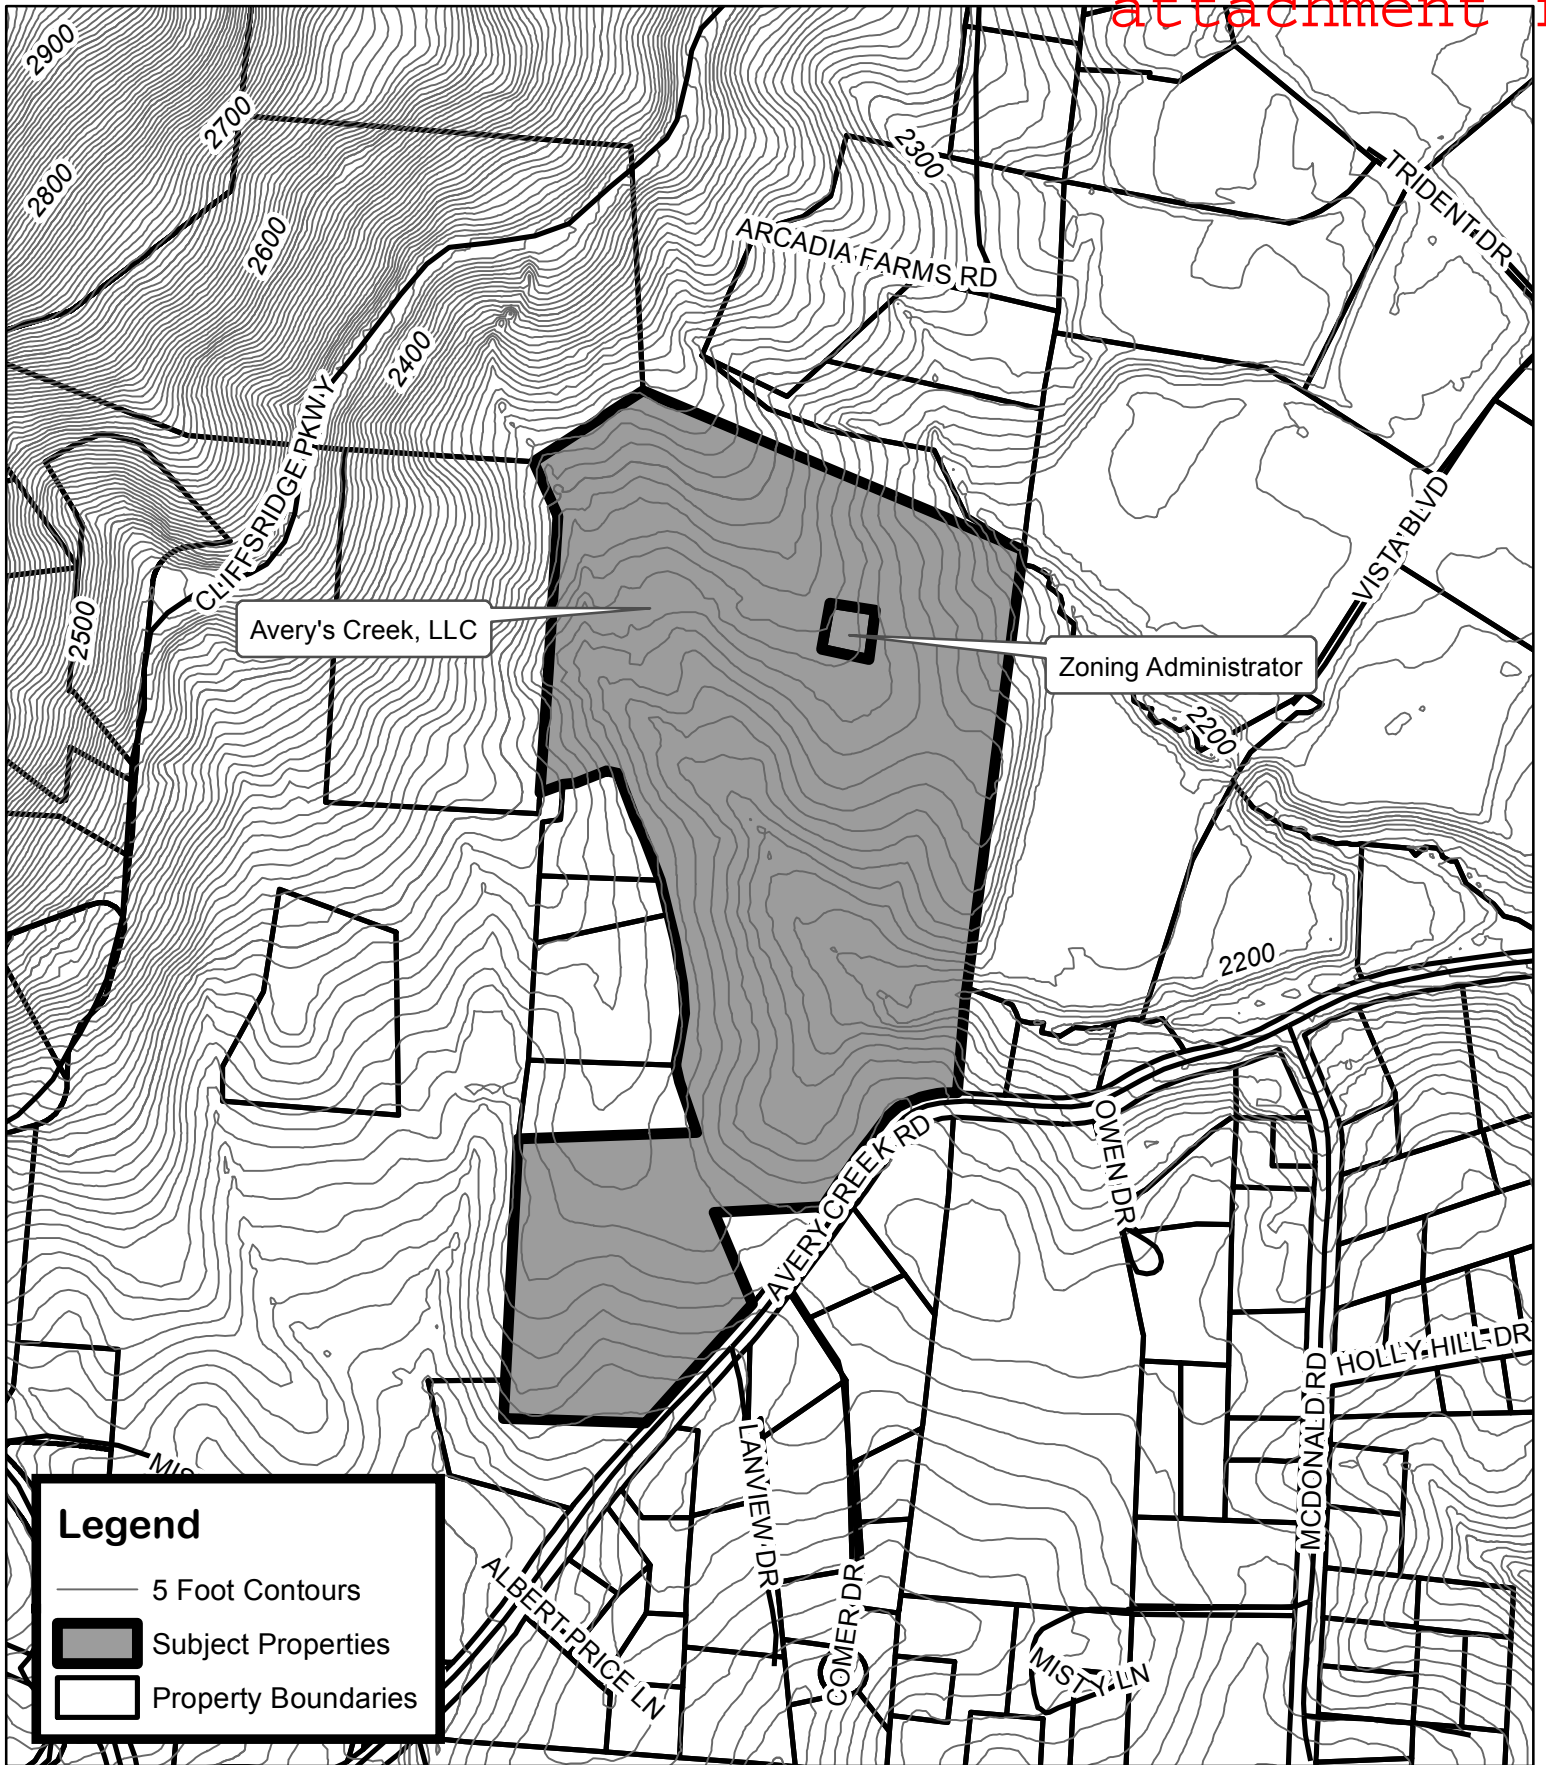 attachment
2900
2700
2800
2600
2300
TRIDENT DR
ARCADIA FARMS RD
2400
CLIFFSRIDGE PKWY
VISTA BLVD
2500
Avery's Creek, LLC
Zoning Administrator
2200
2200
AVERY CREEK RD
OWEN DR
HOLLY HILL DR
MCDONALD RD
LANVIEW DR
MIS
Legend
5 Foot Contours
Subject Properties
Property Boundaries
ALBERT PRICE LN
COMER DR
MISTY LN